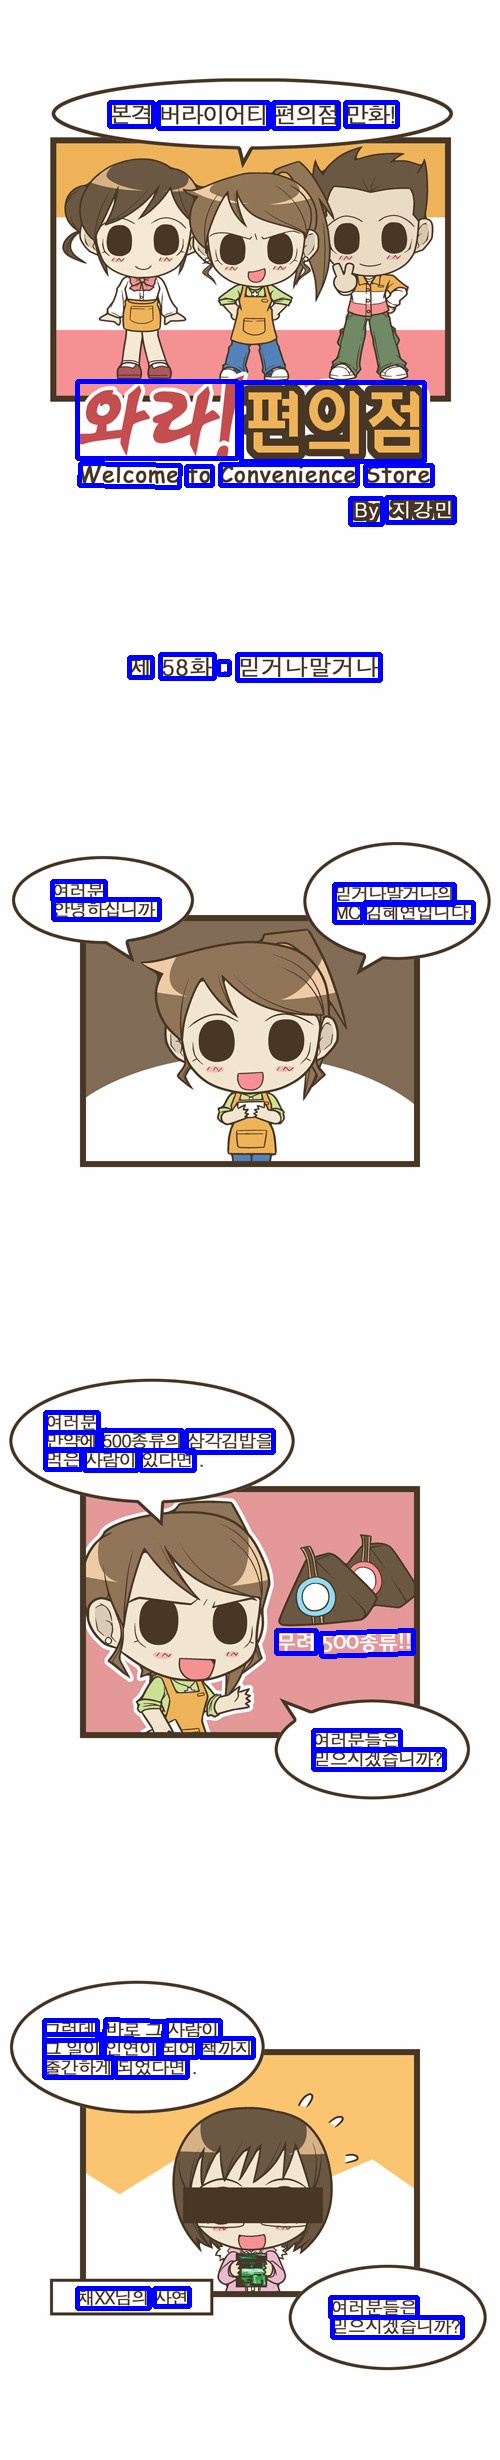 본격 버라이어티 편의점 만화!
와라! 편의점
Welcome to Convenience Store
By 지강민
제 58화. 믿거나말거나
여러분
안녕하십니까
믿거나말거나의
MC 김혜연입니다.
여러분,
만약에 500종류의 삼각김밥을
먹은 사람이 있다면.
무려 500종류!!
여러분들은
믿으시겠습니까?
그런데, 바로 그 사람이
그 일이 인연이 되어 책까지
출간하게 되었다면.
채XX님의 사연
여러분들은
믿으시겠습니까?